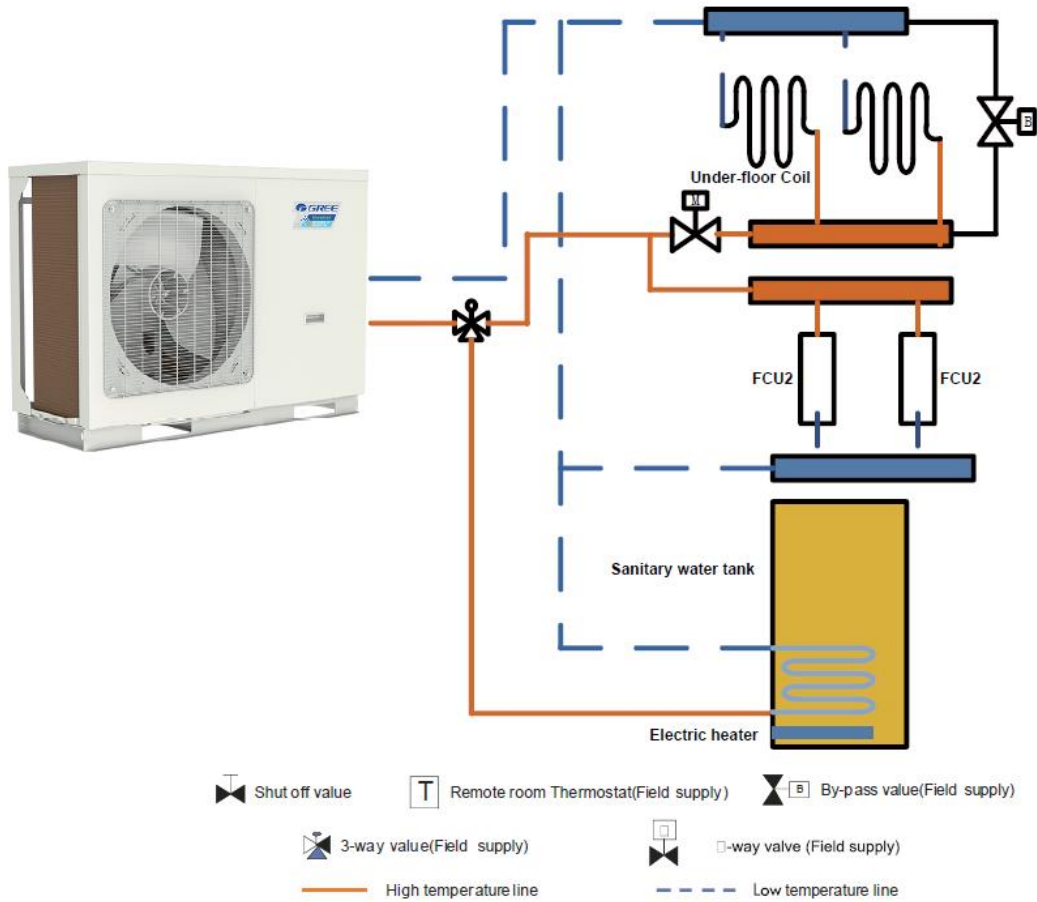 B
Under-floor Coil
M
GREE
FCU2
FCU2
Sanitary water tank
Electric heater
Shut off value
T
Remote room Thermostat(Field supply)
B
By-pass value(Field supply)
3-way value(Field supply)
□-way valve (Field supply)
High temperature line
Low temperature line